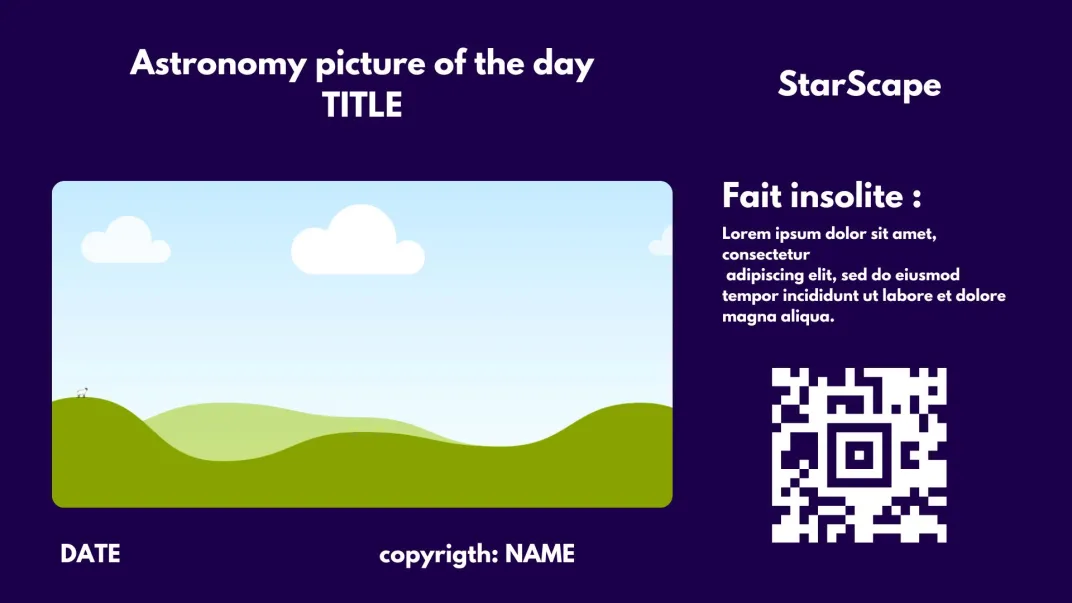 Astronomy picture of the day
TITLE
StarScape
Fait insolite :
Lorem ipsum dolor sit amet,
consectetur
adipiscing elit, sed do eiusmod
tempor incididunt ut labore et dolore
magna aliqua.
DATE
copyrigth: NAME